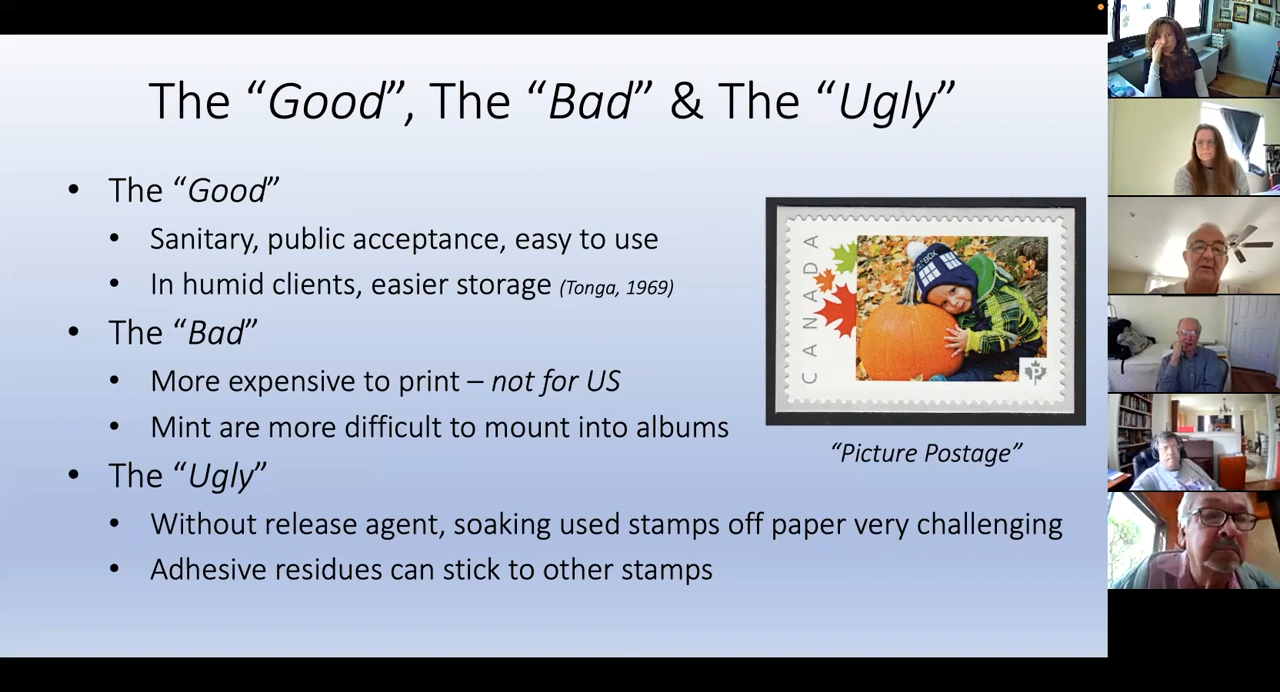 The “Good”, The “Bad” & The “Ugly”
• The “Good”
• Sanitary, public acceptance, easy to use
• In humid clients, easier storage (Tonga, 1969)
• The “Bad”
• More expensive to print – not for US
• Mint are more difficult to mount into albums
• The “Ugly”
• Without release agent, soaking used stamps off paper very challenging
• Adhesive residues can stick to other stamps
CANADA
BOX
P
“Picture Postage”